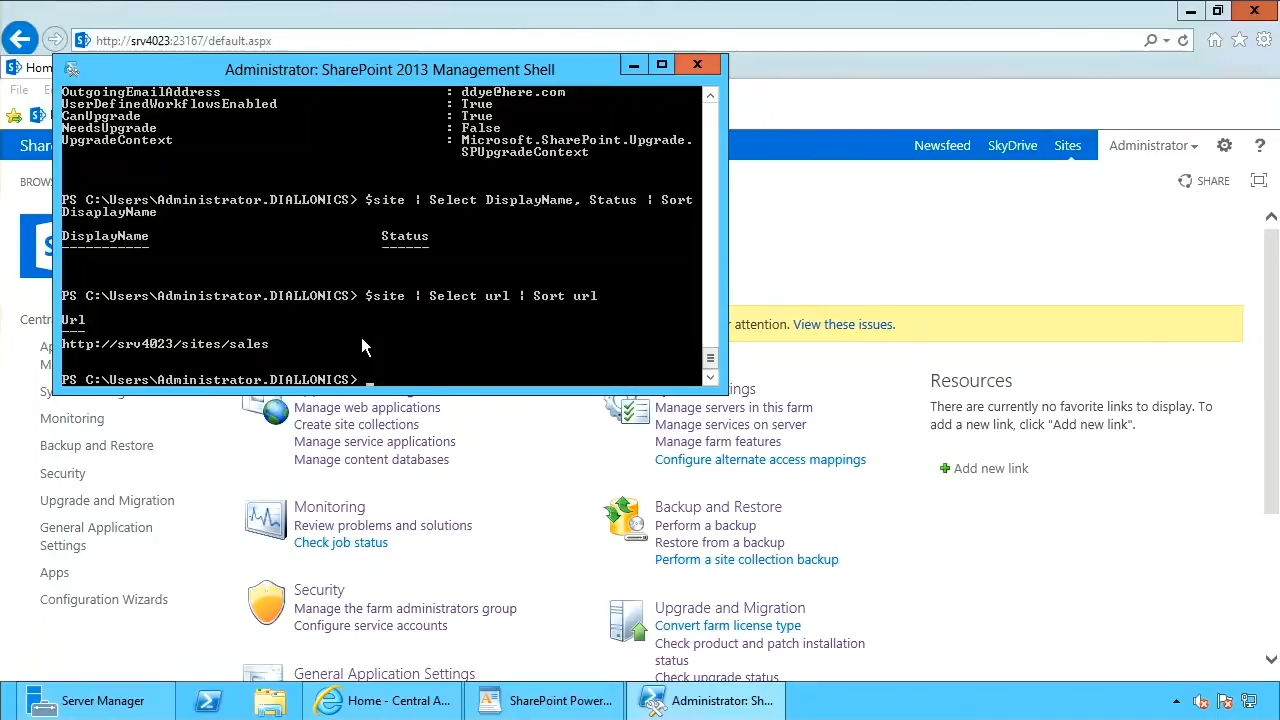 http://srv4023:23167/default.aspx
Hom
Administrator: SharePoint 2013 Management Shell
File
OutgoingEmailAddress : ddye@here.com
UserDefinedWorkflowsEnabled : True
CanUpgrade : True
NeedsUpgrade : False
UpgradeContext : Microsoft.SharePoint.Upgrade.
SPUpgradeContext
Shar
Newsfeed SkyDrive Sites Administrator ?
BROWS
SHARE
PS C:\Users\Administrator.DIALLONICS> $site | Select DisplayName, Status | Sort
DisaplayName
DisplayName Status
----------- ------
PS C:\Users\Administrator.DIALLONICS> $site | Select url | Sort url
Url
---
http://srv4023/sites/sales
PS C:\Users\Administrator.DIALLONICS> _
r attention. View these issues.
Centr
Ap
M
Sy
Monitoring
Backup and Restore
Security
Upgrade and Migration
General Application
Settings
Apps
Configuration Wizards
Manage web applications
Create site collections
Manage service applications
Manage content databases
Monitoring
Review problems and solutions
Check job status
Security
Manage the farm administrators group
Configure service accounts
General Application Settings
ttings
Manage servers in this farm
Manage services on server
Manage farm features
Configure alternate access mappings
Backup and Restore
Perform a backup
Restore from a backup
Perform a site collection backup
Upgrade and Migration
Convert farm license type
Check product and patch installation
status
Check upgrade status
Resources
There are currently no favorite links to display. To
add a new link, click "Add new link".
Add new link
Server Manager
Home - Central A...
SharePoint Power...
Administrator: Sh...